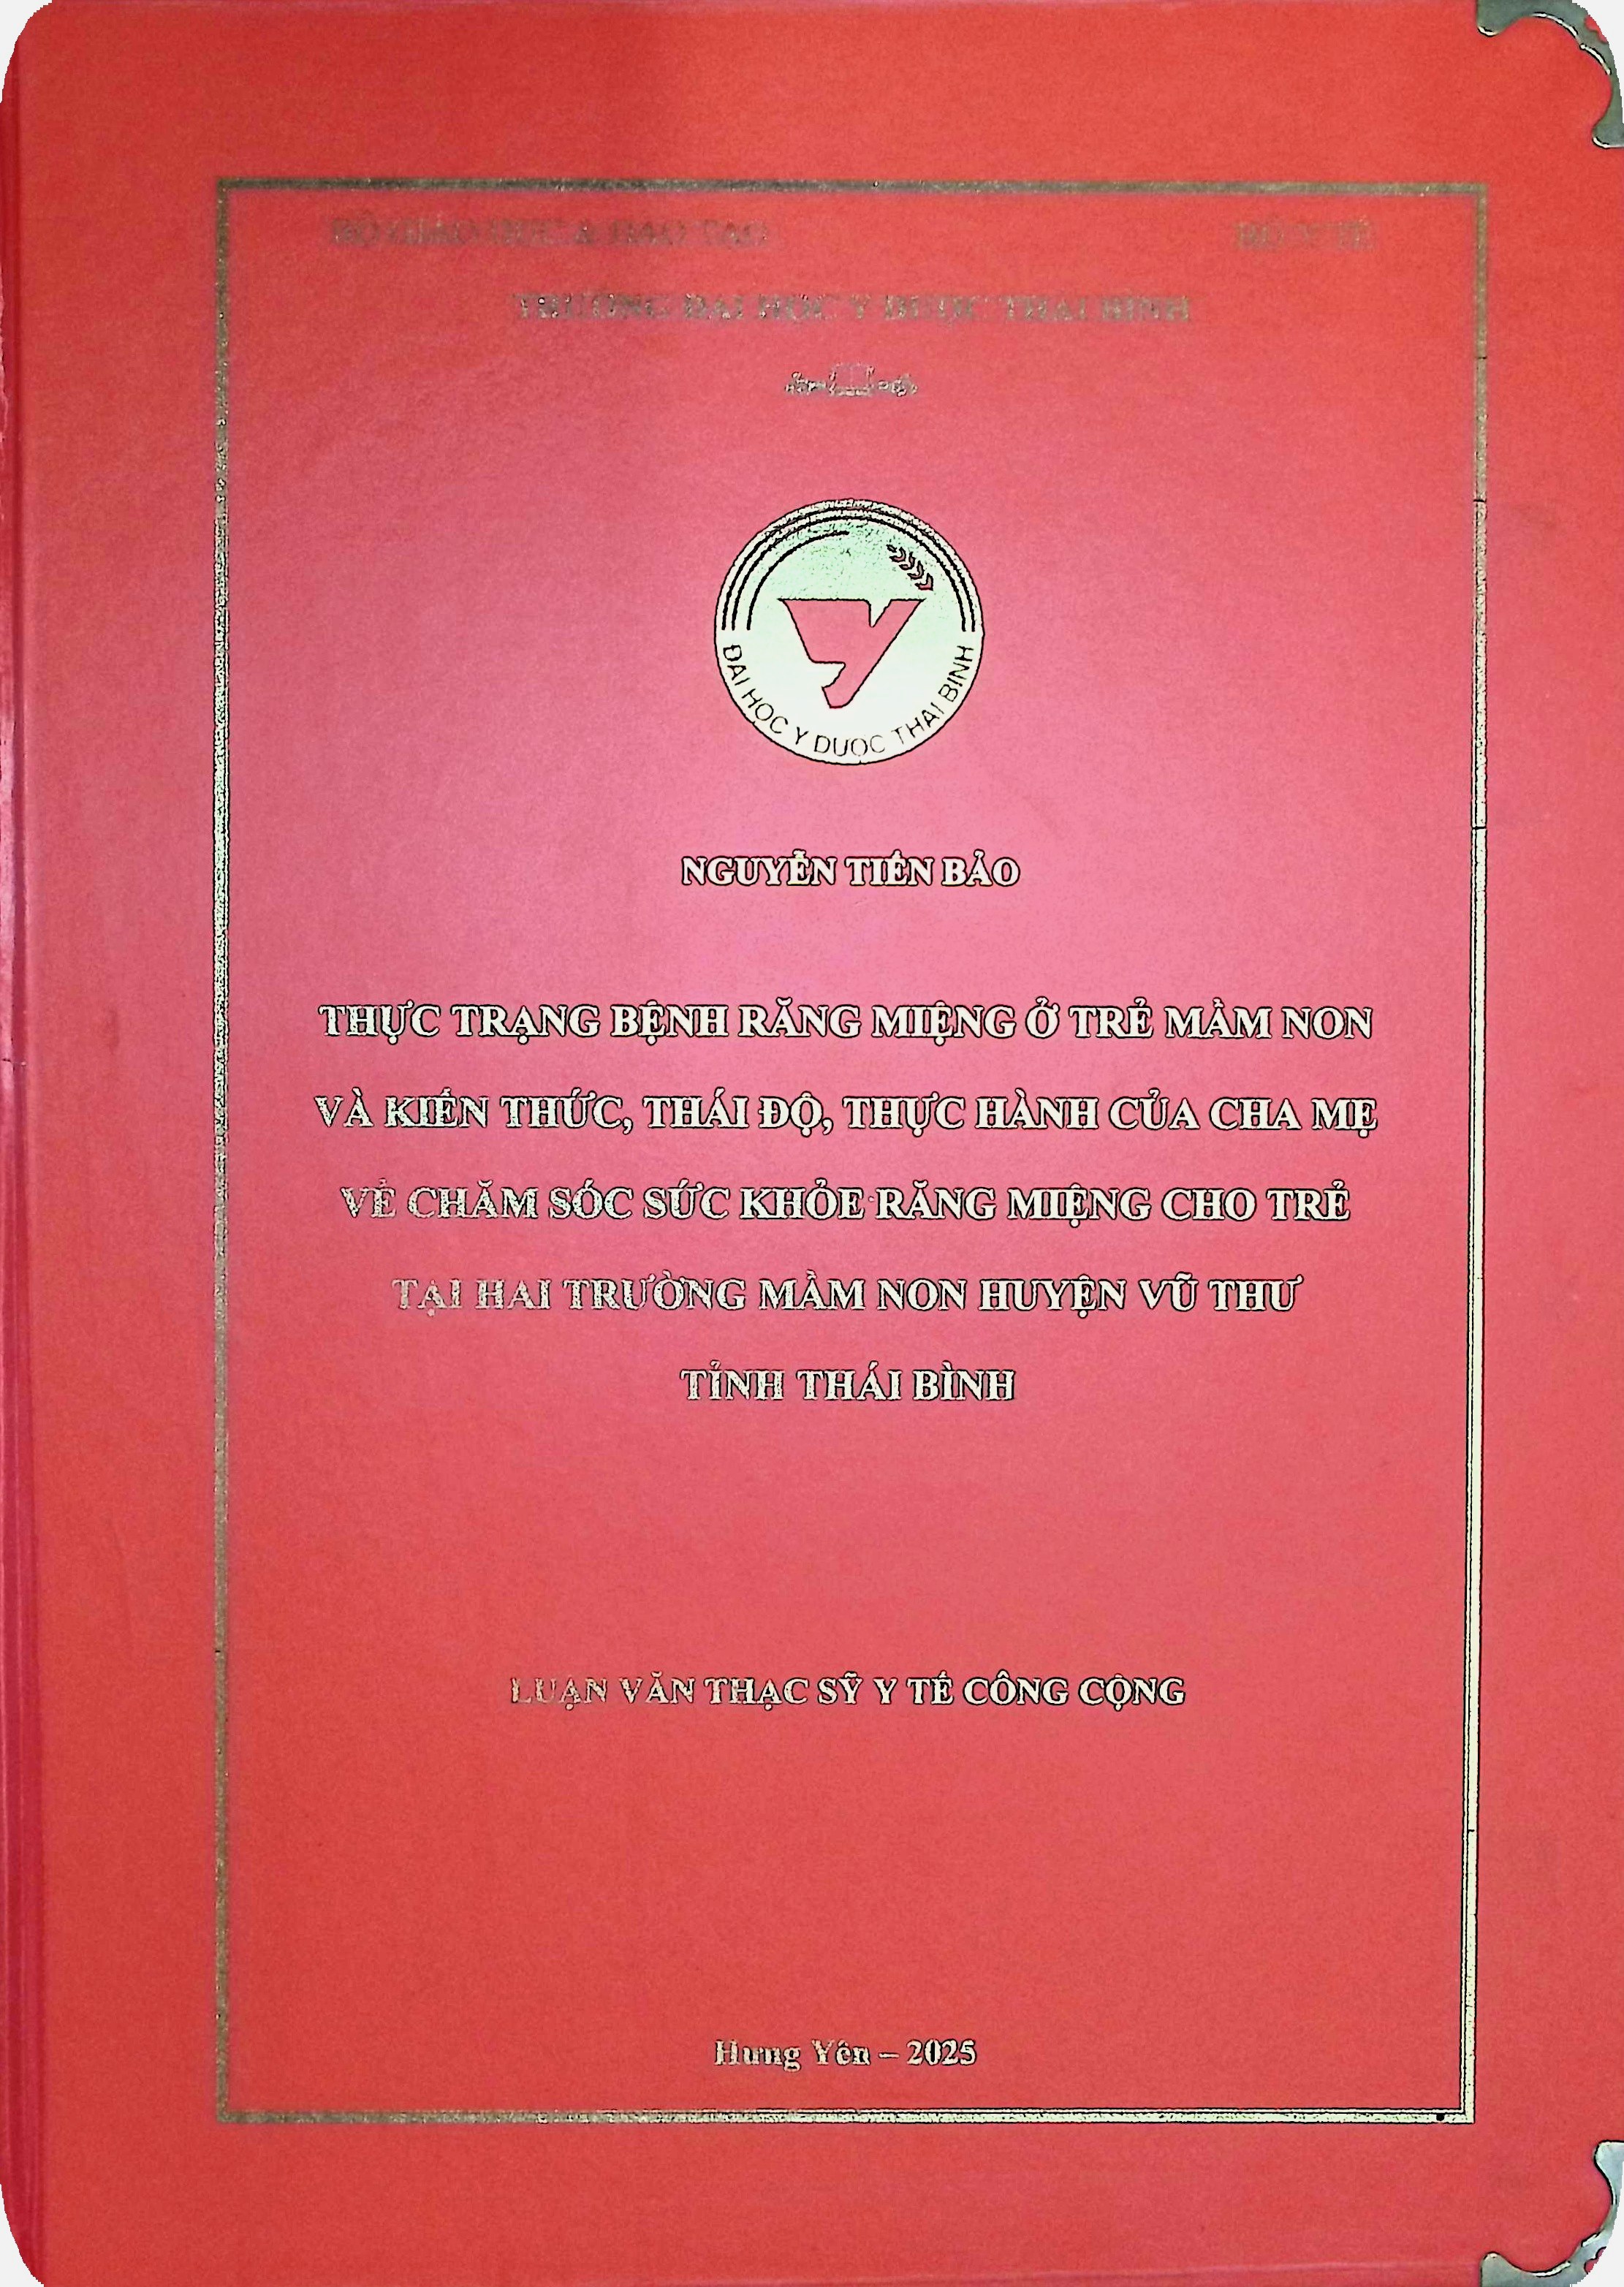 BỘ GIÁO DỤC & ĐÀO TẠO BỘ Y TẾ
TRƯỜNG ĐẠI HỌC Y DƯỢC THÁI BÌNH
ĐẠI HỌC Y DƯỢC THÁI BÌNH
NGUYỄN TIẾN BẢO
THỰC TRẠNG BỆNH RĂNG MIỆNG Ở TRẺ MẦM NON
VÀ KIẾN THỨC, THÁI ĐỘ, THỰC HÀNH CỦA CHA MẸ
VỀ CHĂM SÓC SỨC KHỎE RĂNG MIỆNG CHO TRẺ
TẠI HAI TRƯỜNG MẦM NON HUYỆN VŨ THƯ
TỈNH THÁI BÌNH
LUẬN VĂN THẠC SỸ Y TẾ CÔNG CỘNG
Hưng Yên – 2025